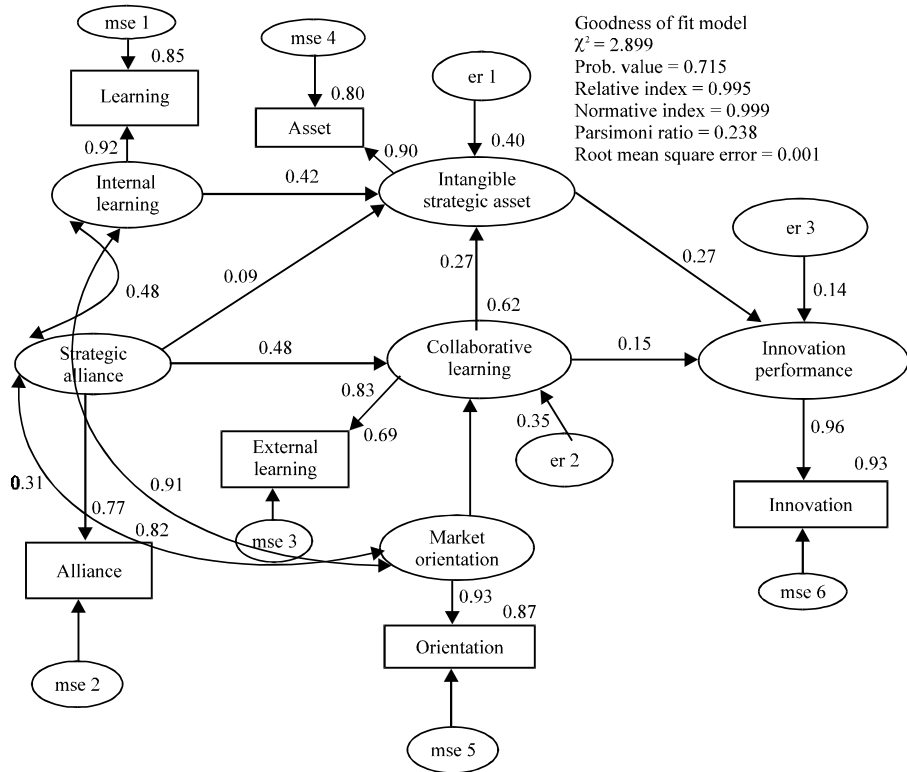 mse 1
mse 4
Goodness of fit model
χ² = 2.899
Prob. value = 0.715
Relative index = 0.995
Normative index = 0.999
Parsimoni ratio = 0.238
Root mean square error = 0.001
0.85
er 1
Learning
0.80
Asset
0.92
0.90
0.40
Internal
learning
0.42
Intangible
strategic asset
er 3
0.48
0.09
0.27
0.27
0.14
0.62
Strategic
alliance
0.48
Collaborative
learning
0.15
Innovation
performance
0.83
0.35
0.69
External
learning
er 2
0.96
0.93
0.31
0.77
0.91
0.82
mse 3
Market
orientation
Innovation
Alliance
0.93
0.87
mse 6
Orientation
mse 2
mse 5